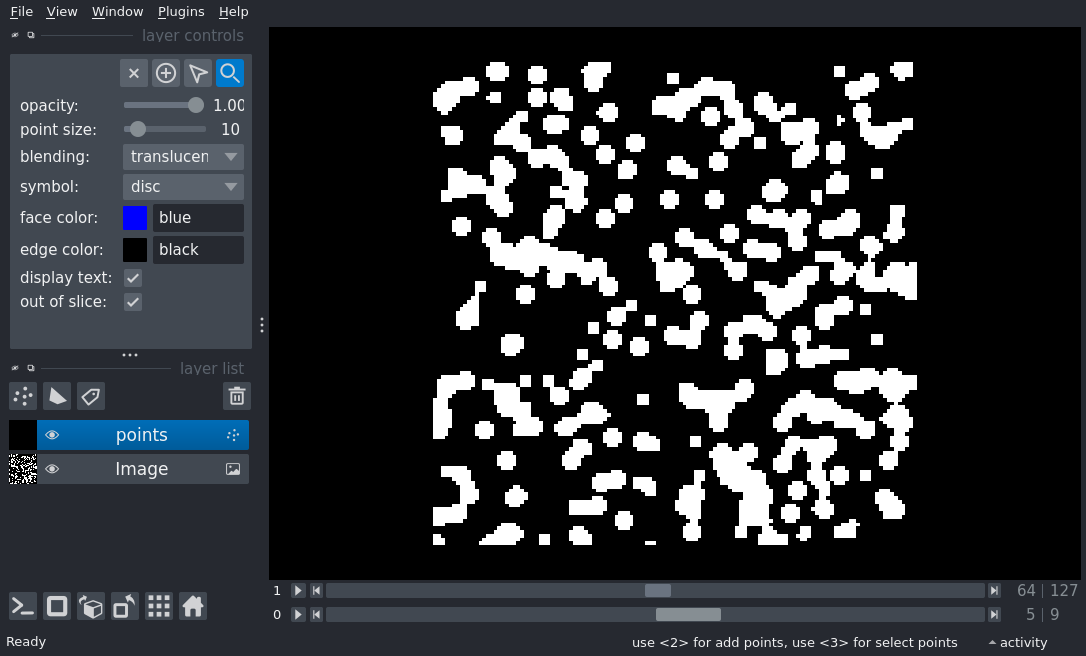 File View Window Plugins Help
layer controls
opacity: 1.00
point size: 10
blending: translucen
symbol: disc
face color: blue
edge color: black
display text:
out of slice:
layer list
points
Image
1 64 127
0 5 9
Ready use <2> for add points, use <3> for select points activity